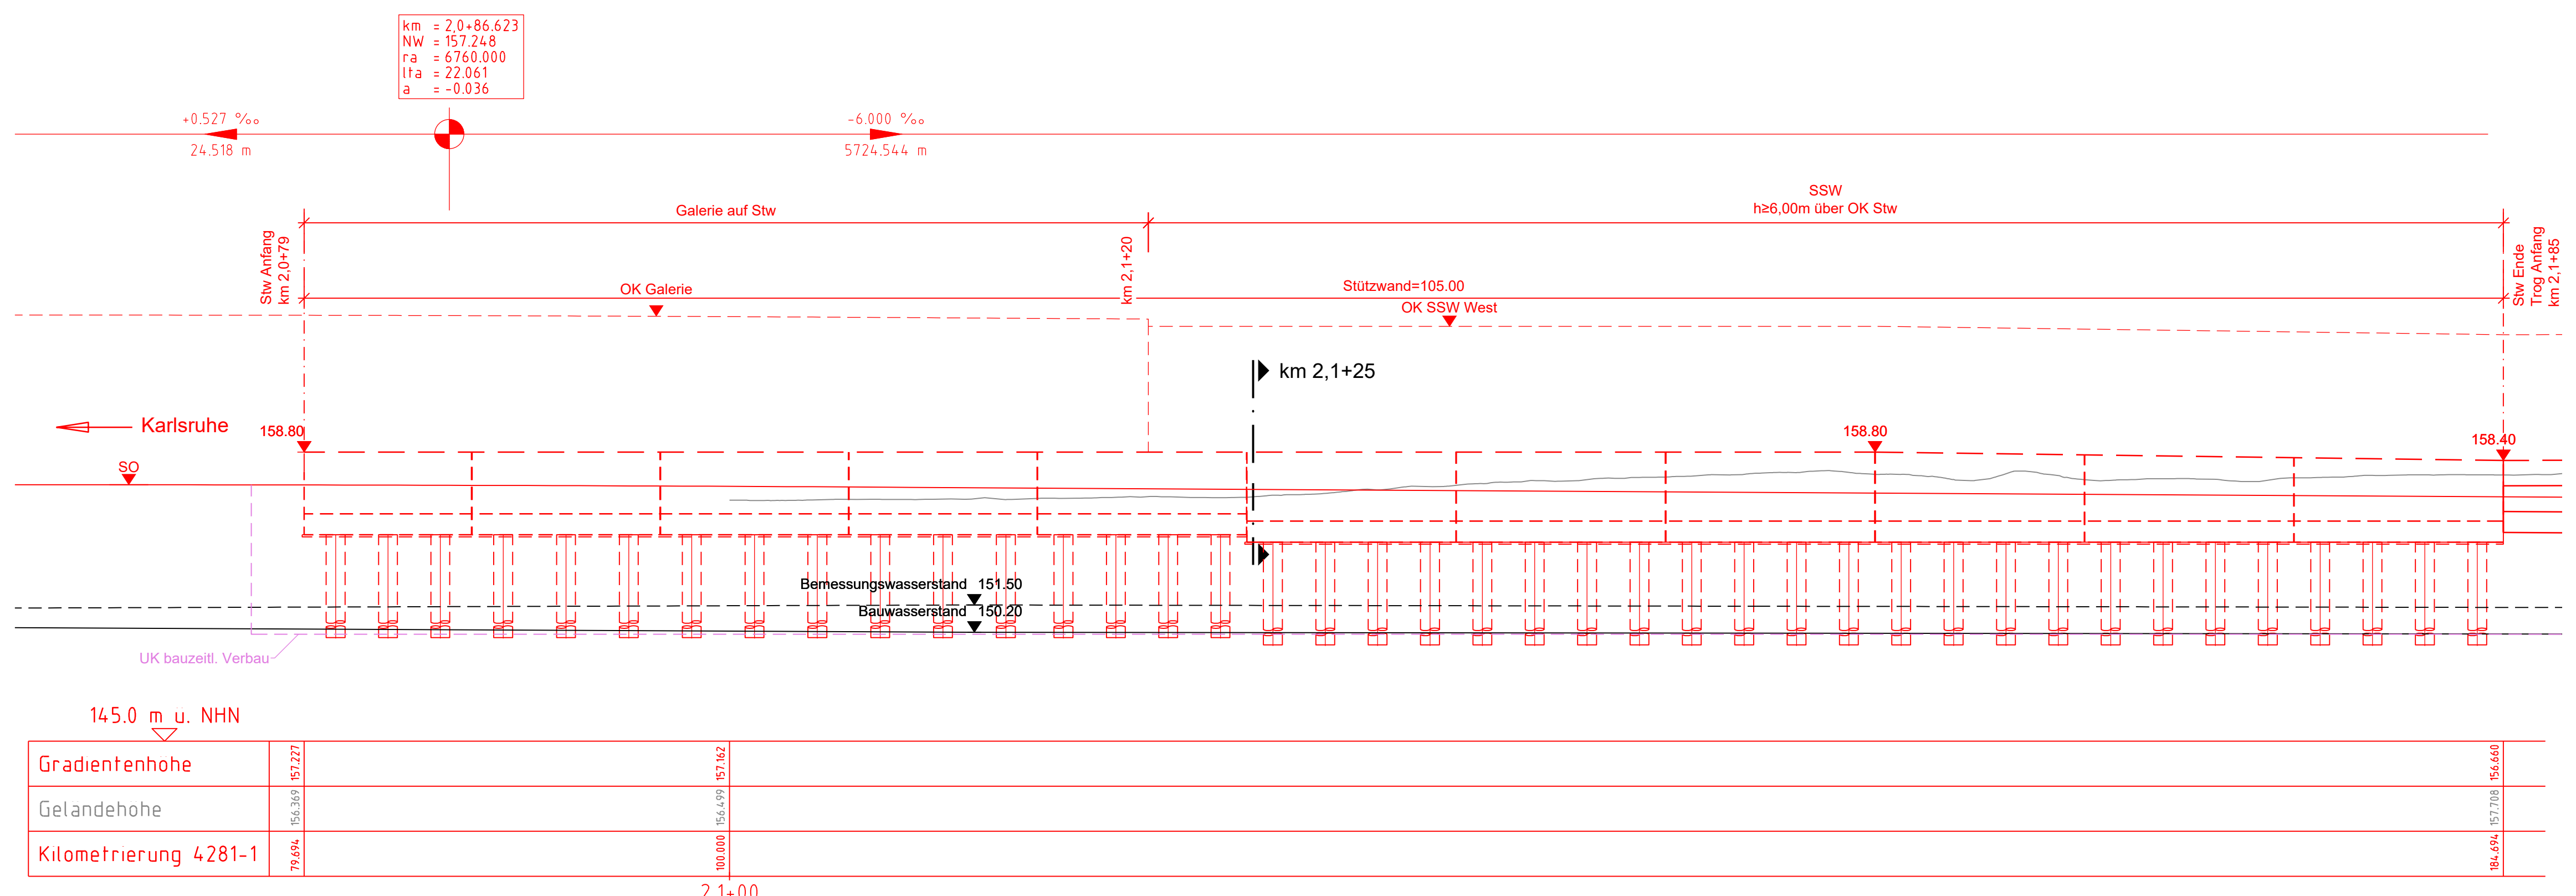 km = 2,0+86.623
NW = 157.248
ra = 6760.000
lta = 22.061
a = -0.036
+0.527 ‰
24.518 m
-6.000 ‰
5724.544 m
Galerie auf Stw
SSW
h≥6,00m über OK Stw
Stw Anfang
km 2,0+79
km 2,1+20
Stw Ende
Trog Anfang
km 2,1+85
OK Galerie
Stützwand=105.00
OK SSW West
km 2,1+25
Karlsruhe
158.80
158.80
158.40
SO
Bemessungswasserstand 151.50
Bauwasserstand 150.20
UK bauzeitl. Verbau
145.0 m u. NHN
Gradientenhohe 157.227 157.162 156.660
Gelandehohe 156.369 156.499 157.708
Kilometrierung 4281-1 79.694 100.000 184.694
2,1+00